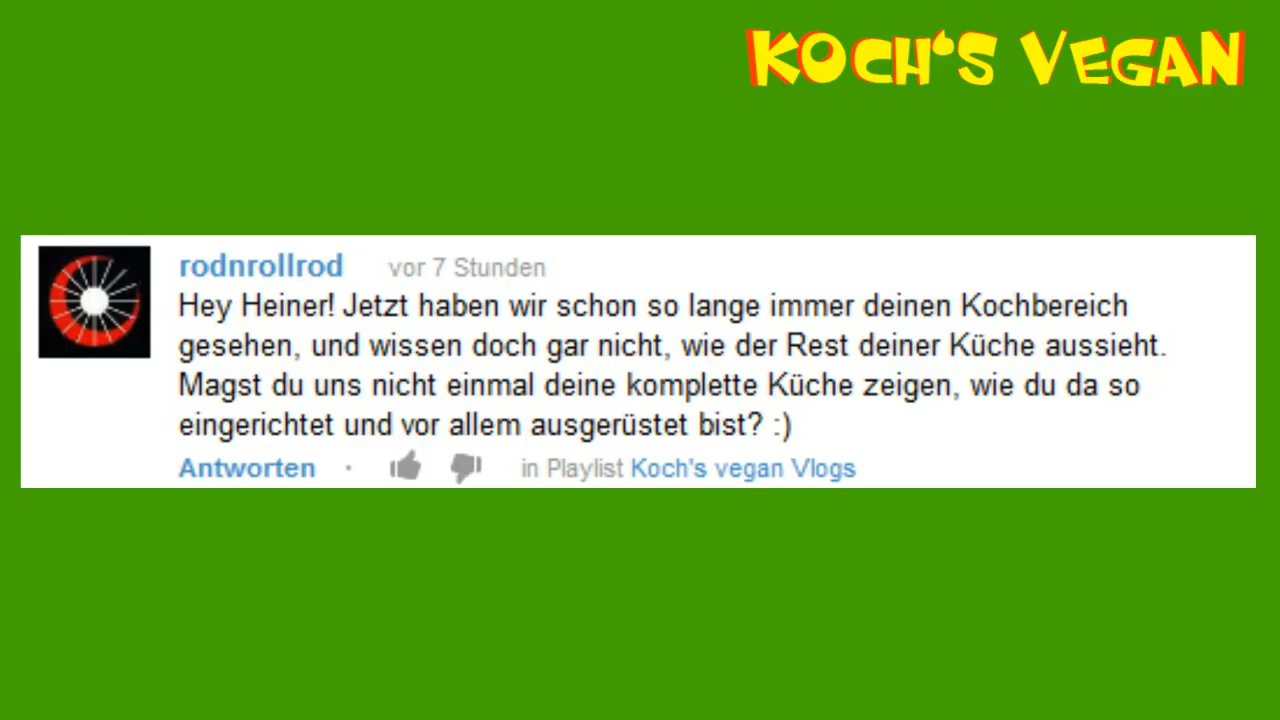 KOCH'S VEGAN
rodnrollrod vor 7 Stunden
Hey Heiner! Jetzt haben wir schon so lange immer deinen Kochbereich
gesehen, und wissen doch gar nicht, wie der Rest deiner Küche aussieht.
Magst du uns nicht einmal deine komplette Küche zeigen, wie du da so
eingerichtet und vor allem ausgerüstet bist? :)
Antworten · in Playlist Koch's vegan Vlogs